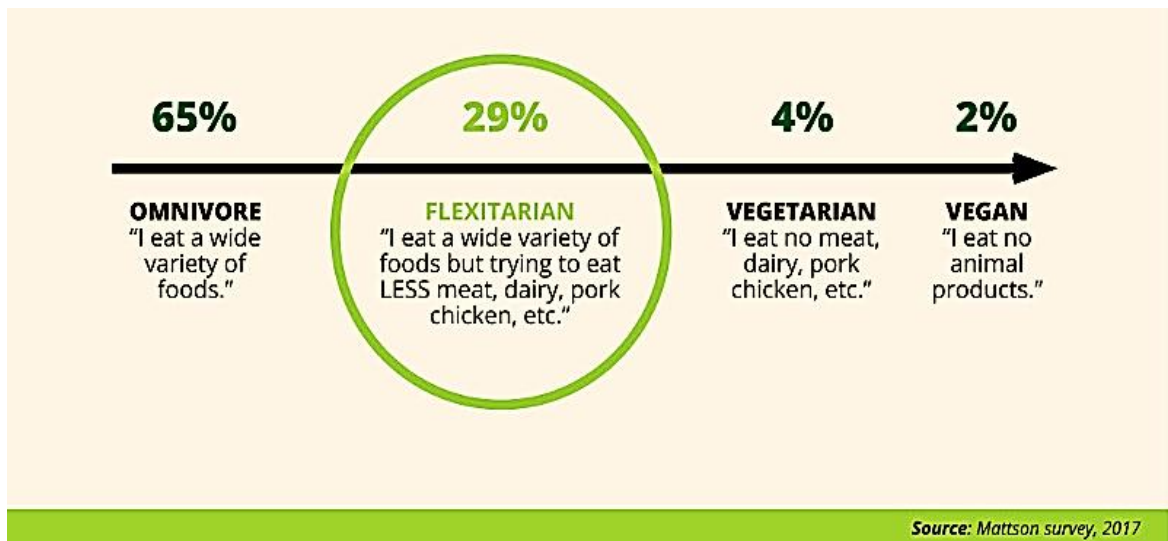 65%
29%
4%
2%
OMNIVORE
"I eat a wide
variety of
foods."
FLEXITARIAN
"I eat a wide variety of
foods but trying to eat
LESS meat, dairy, pork
chicken, etc."
VEGETARIAN
"I eat no meat,
dairy, pork
chicken, etc."
VEGAN
"I eat no
animal
products."
Source: Mattson survey, 2017